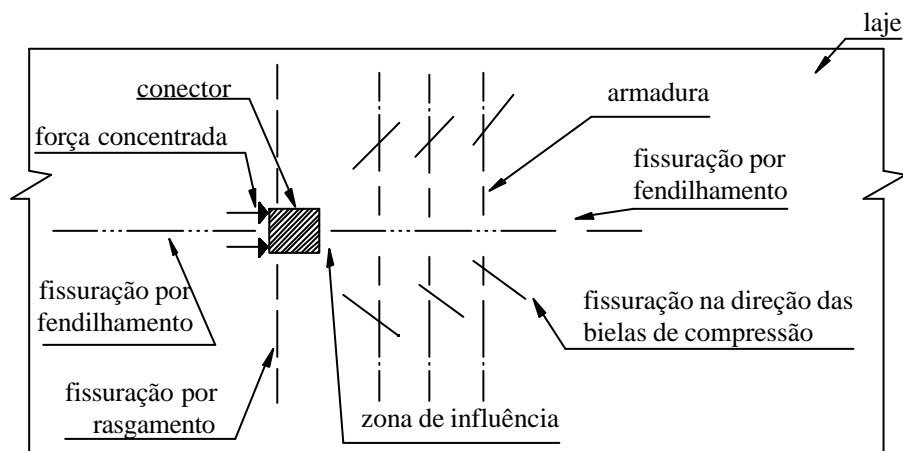 laje
conector
armadura
força concentrada
fissuração por
fendilhamento
fissuração por
fendilhamento
fissuração na direção das
bielas de compressão
fissuração por
rasgamento
zona de influência